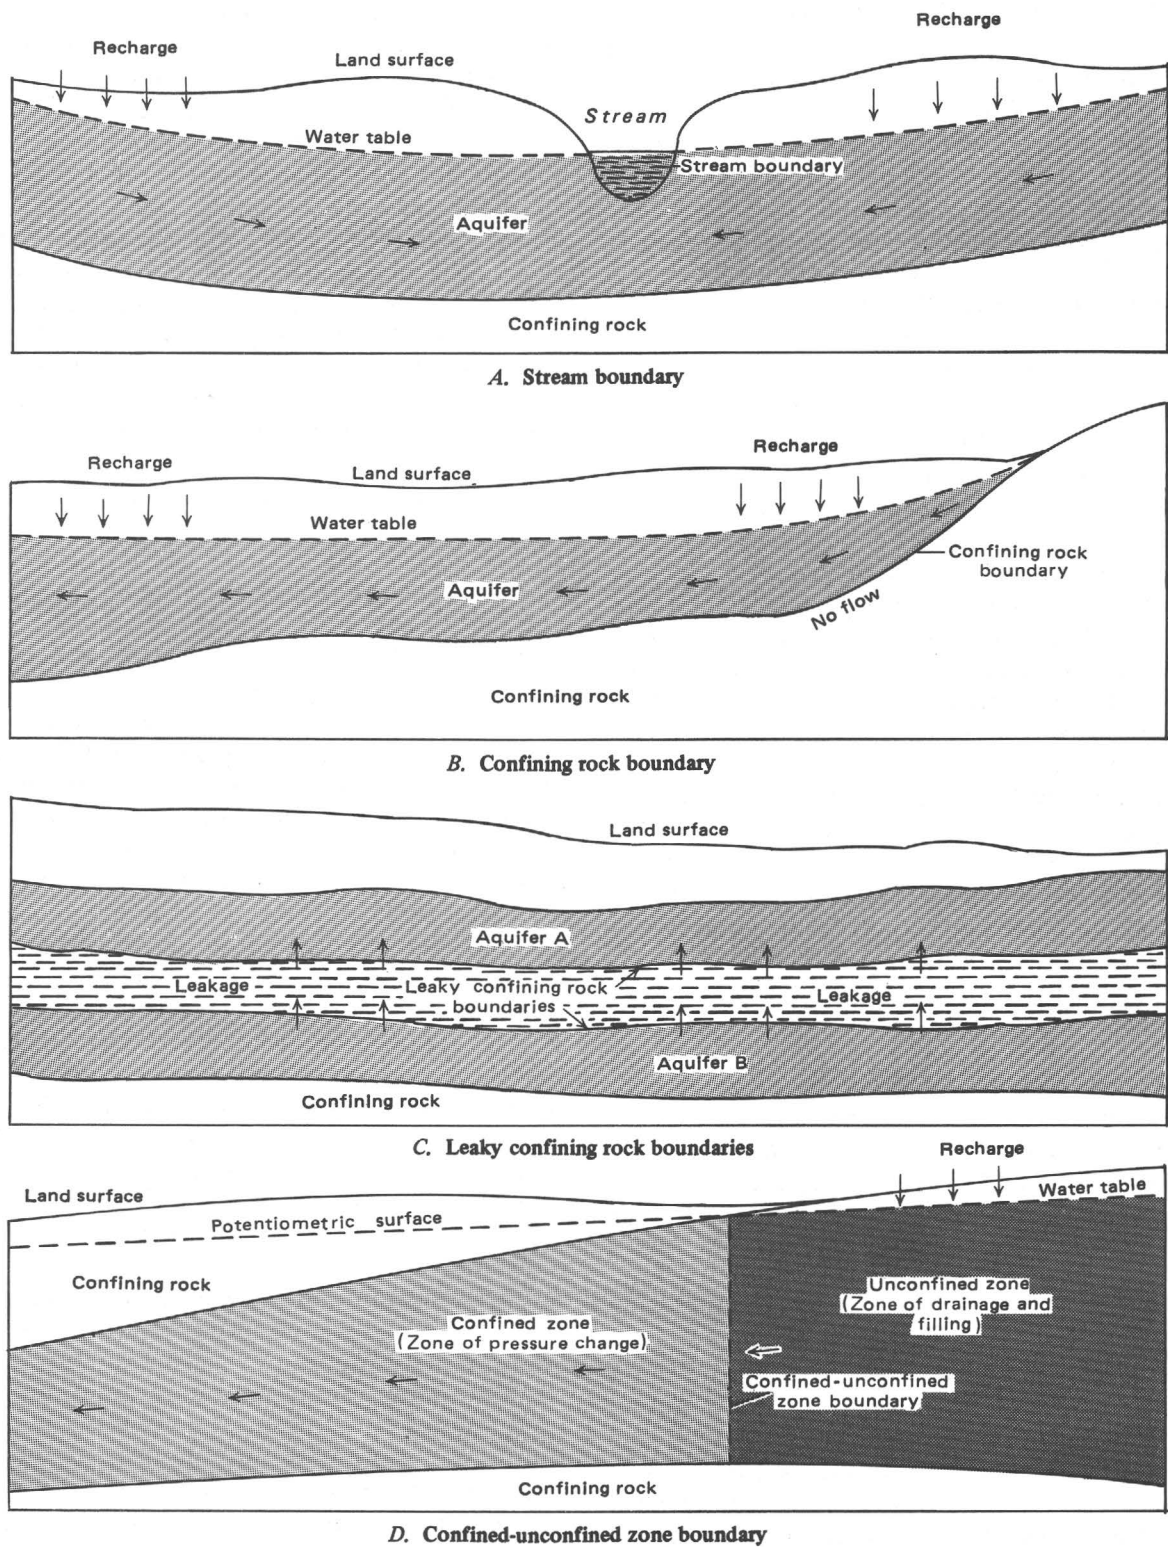 Recharge
Recharge
Land surface
Stream
Water table
Stream boundary
Aquifer
Confining rock
A. Stream boundary
Recharge
Recharge
Land surface
Water table
Confining rock
boundary
Aquifer
No flow
Confining rock
B. Confining rock boundary
Land surface
Aquifer A
Leakage
Leaky confining rock
boundaries
Leakage
Aquifer B
Confining rock
C. Leaky confining rock boundaries
Recharge
Land surface
Water table
Potentiometric surface
Confining rock
Unconfined zone
(Zone of drainage and
filling)
Confined zone
(Zone of pressure change)
Confined-unconfined
zone boundary
Confining rock
D. Confined-unconfined zone boundary